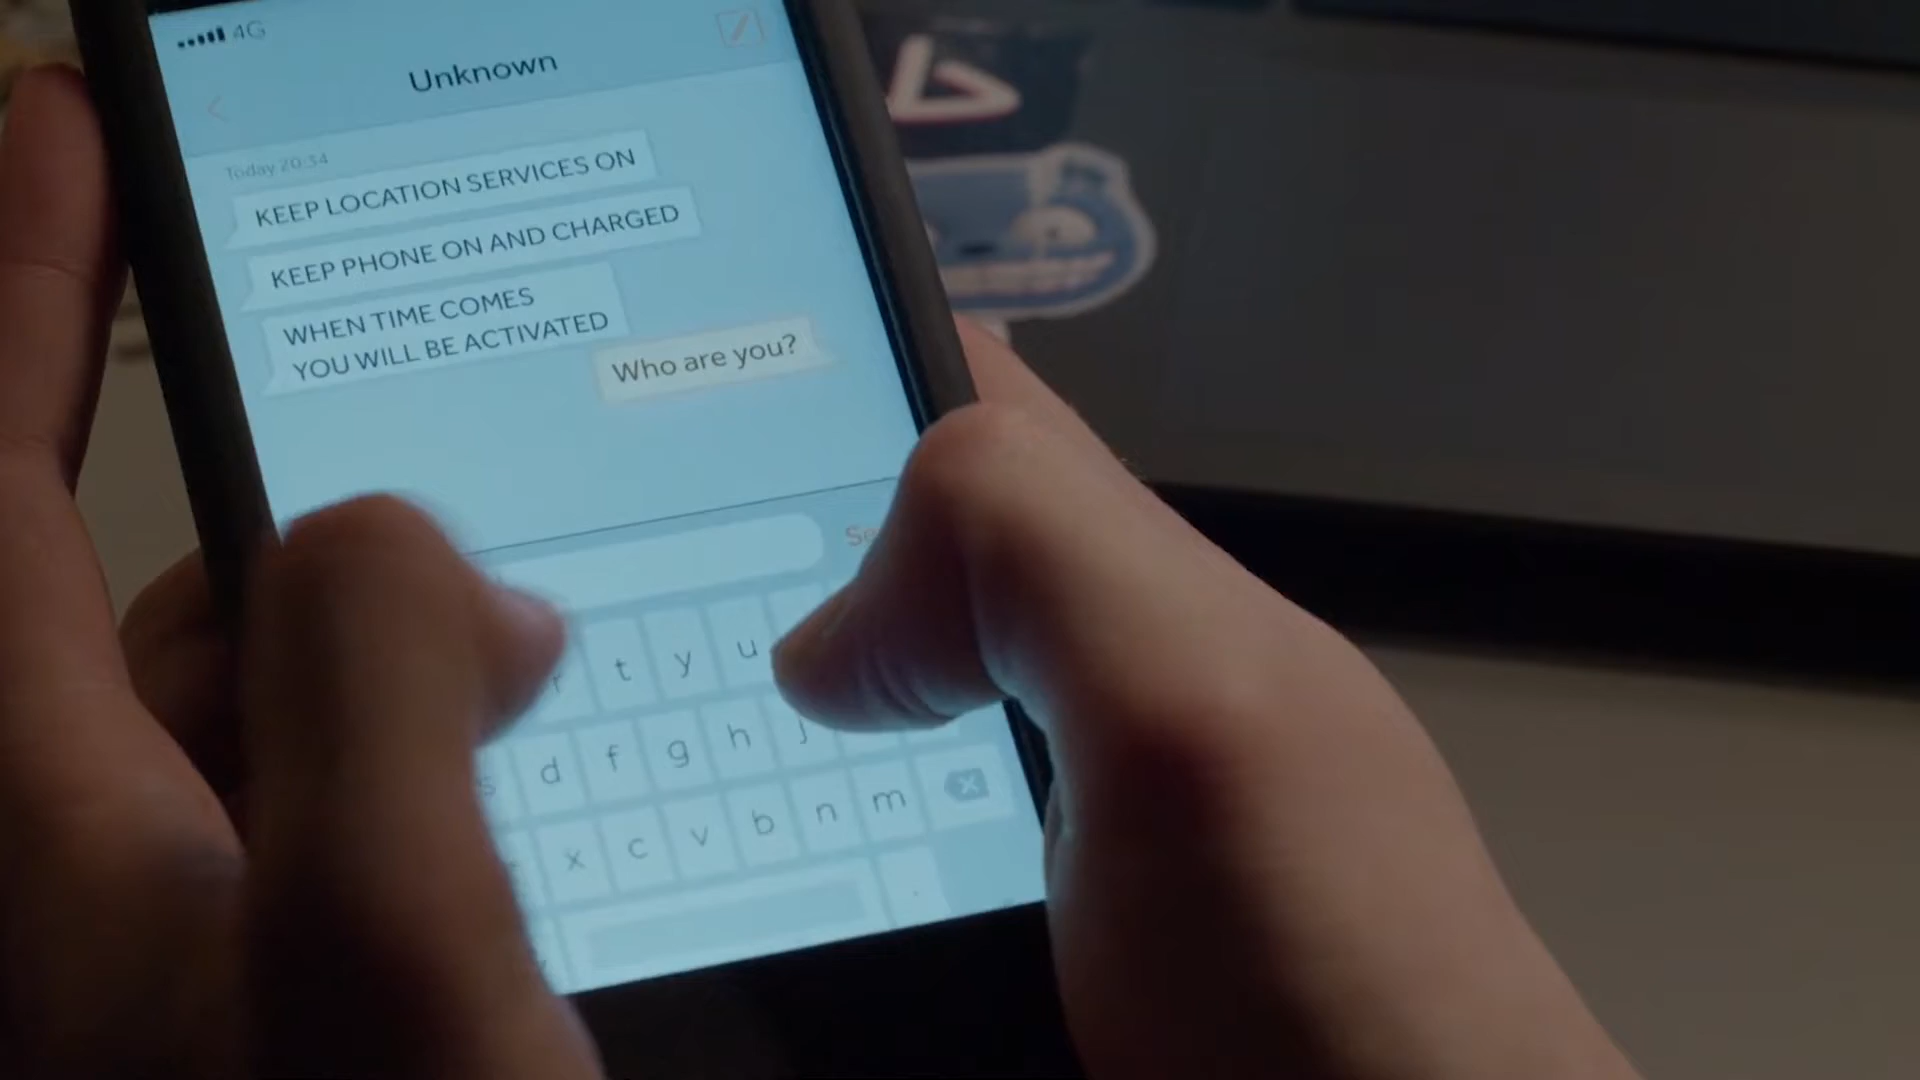 4G
Unknown
Today 20:34
KEEP LOCATION SERVICES ON
KEEP PHONE ON AND CHARGED
WHEN TIME COMES
YOU WILL BE ACTIVATED
Who are you?
t y u
d f g h j
x c v b n m